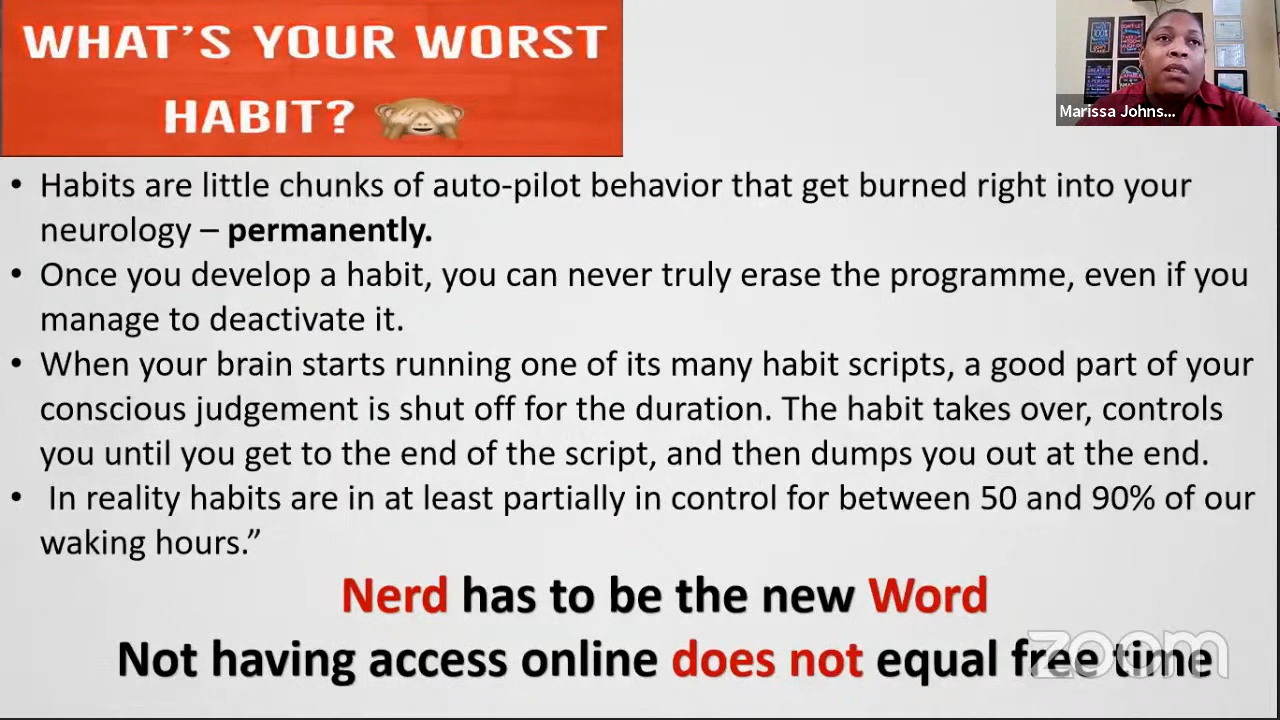 WHAT'S YOUR WORST
HABIT?
Marissa Johns...
• Habits are little chunks of auto-pilot behavior that get burned right into your
neurology – permanently.
• Once you develop a habit, you can never truly erase the programme, even if you
manage to deactivate it.
• When your brain starts running one of its many habit scripts, a good part of your
conscious judgement is shut off for the duration. The habit takes over, controls
you until you get to the end of the script, and then dumps you out at the end.
• In reality habits are in at least partially in control for between 50 and 90% of our
waking hours.”
Nerd has to be the new Word
Not having access online does not equal free time
zoom